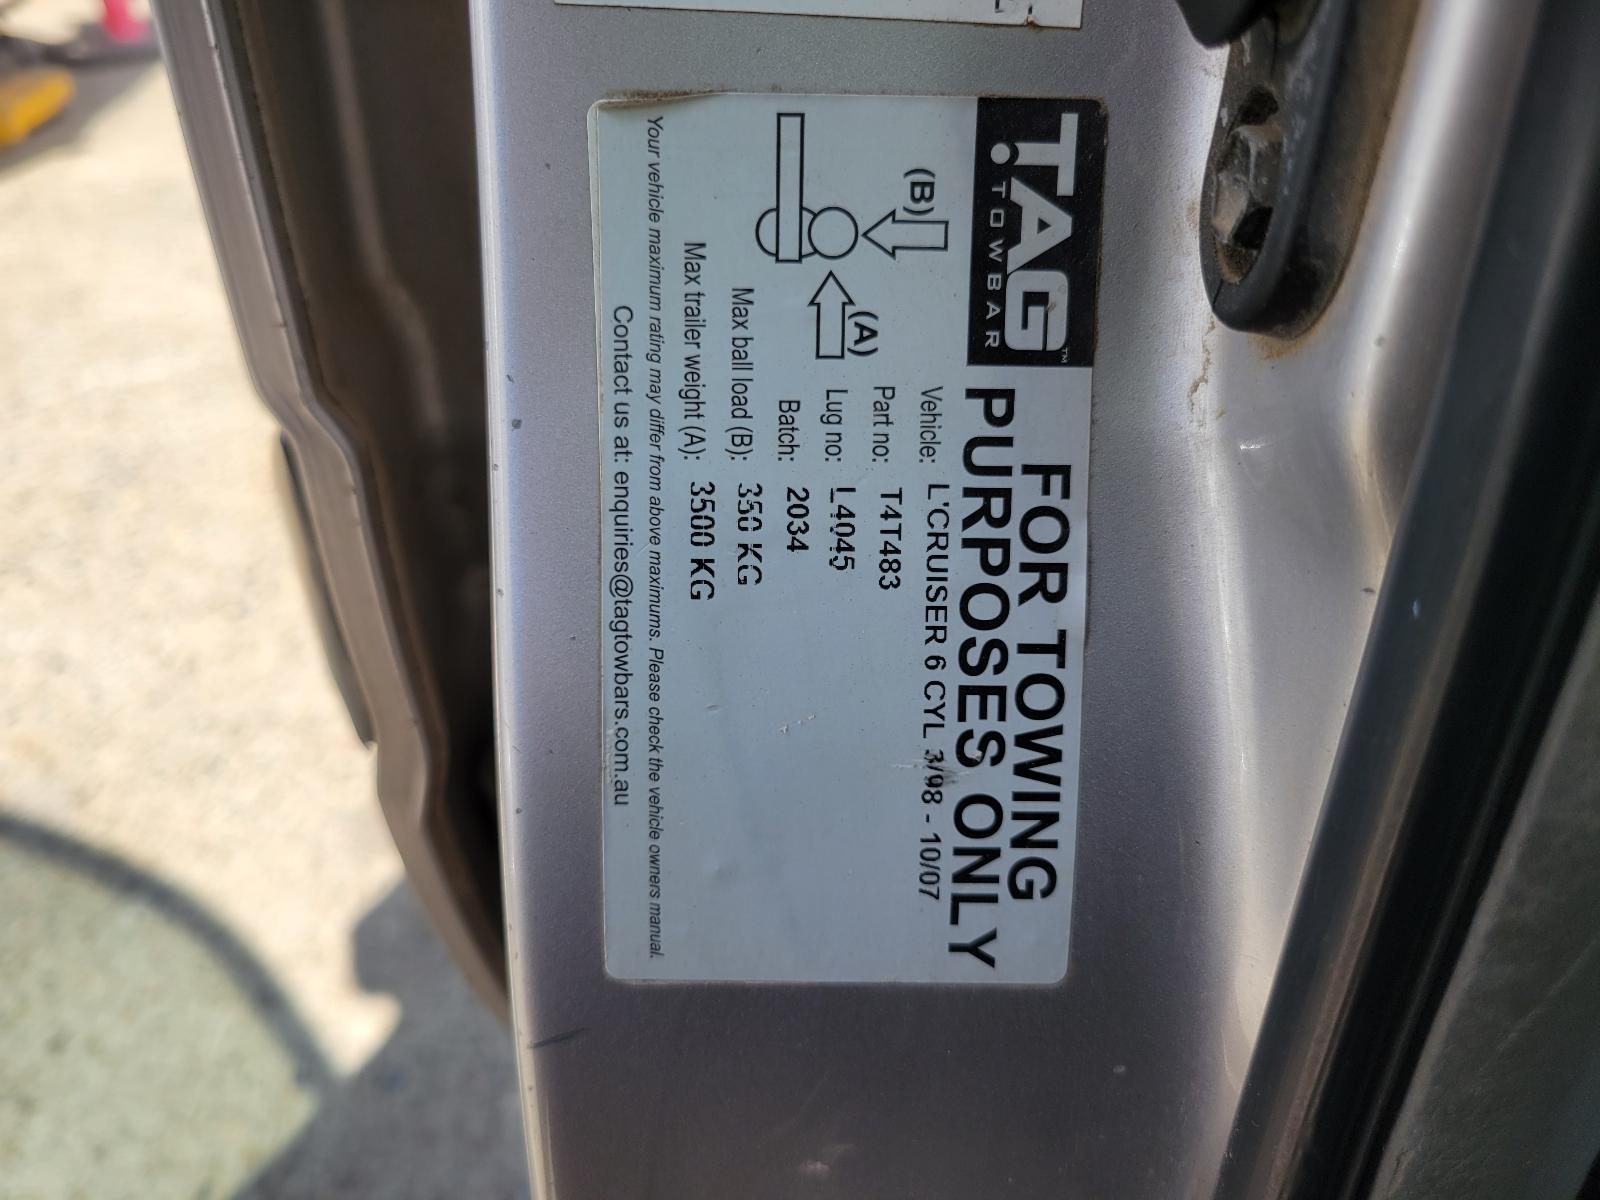 TAG™
TOWBAR
FOR TOWING
PURPOSES ONLY
(B)
(A)
Vehicle: L'CRUISER 6 CYL 3/98 - 10/07
Part no: T4T483
Lug no: L4045
Batch: 2034
Max ball load (B): 350 KG
Max trailer weight (A): 3500 KG
Your vehicle maximum rating may differ from above maximums. Please check the vehicle owners manual.
Contact us at: enquiries@tagtowbars.com.au